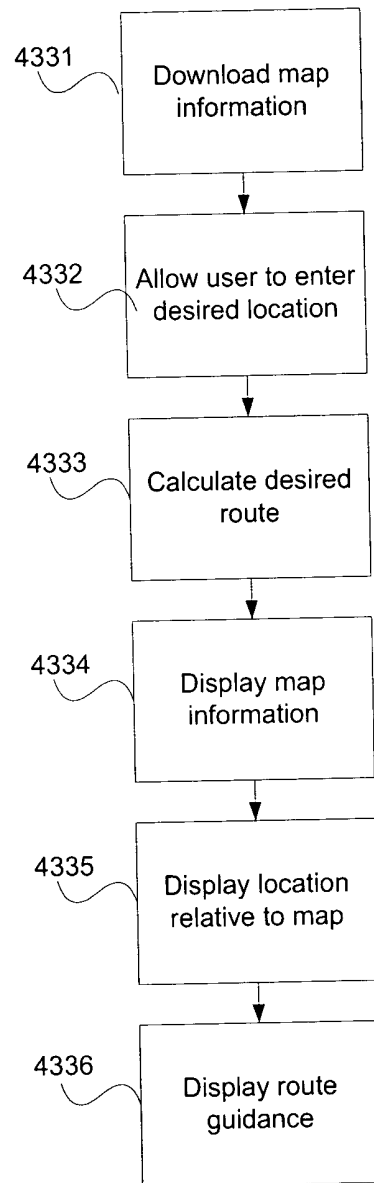 4331
Download map
information
4332
Allow user to enter
desired location
4333
Calculate desired
route
4334
Display map
information
4335
Display location
relative to map
4336
Display route
guidance